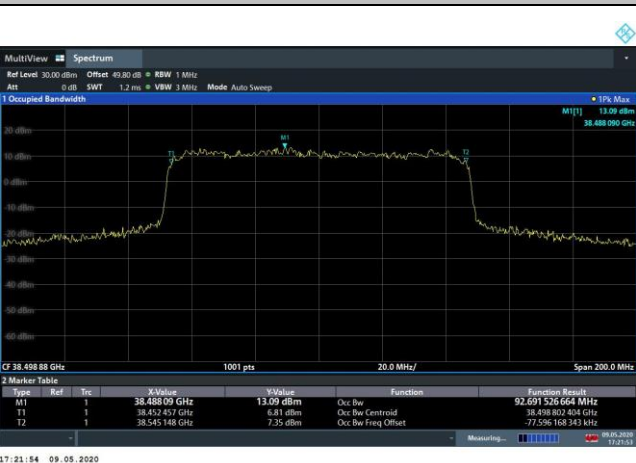 MultiView Spectrum
Ref Level 30.00 dBm Offset 49.80 dB RBW 1 MHz
Att 0 dB SWT 1.2 ms VBW 3 MHz Mode Auto Sweep
1 Occupied Bandwidth 1Pk Max
M1[1] 13.09 dBm
38.488 090 GHz
M1
20 dBm
T1 T2
10 dBm
0 dBm
-10 dBm
-20 dBm
-30 dBm
-40 dBm
-50 dBm
-60 dBm
CF 38.498 88 GHz 1001 pts 20.0 MHz/ Span 200.0 MHz
2 Marker Table
Type Ref Trc X-Value Y-Value Function Function Result
M1 1 38.488 09 GHz 13.09 dBm Occ Bw 92.691 526 664 MHz
T1 1 38.452 457 GHz 6.81 dBm Occ Bw Centroid 38.498 802 404 GHz
T2 1 38.545 148 GHz 7.35 dBm Occ Bw Freq Offset -77.596 168 343 kHz
Measuring... 09.05.2020
17:21:53
17:21:54 09.05.2020